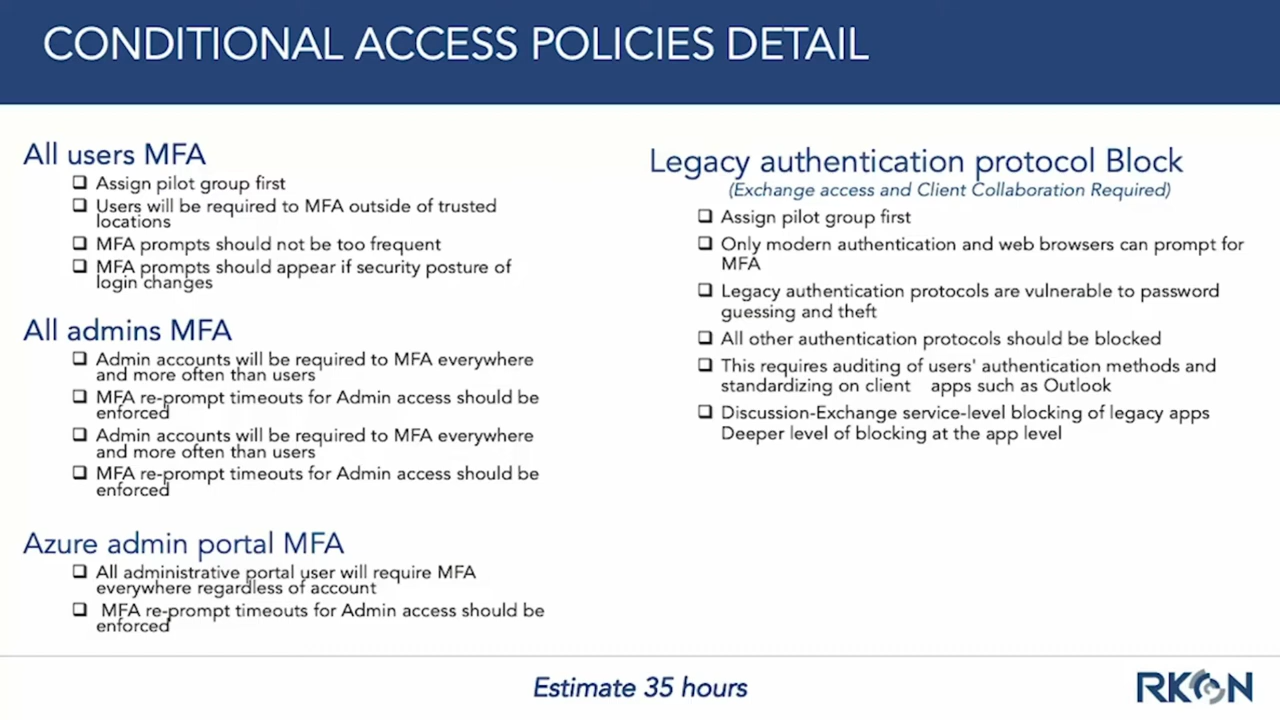 CONDITIONAL ACCESS POLICIES DETAIL
All users MFA
Assign pilot group first
Users will be required to MFA outside of trusted
locations
MFA prompts should not be too frequent
MFA prompts should appear if security posture of
login changes
All admins MFA
Admin accounts will be required to MFA everywhere
and more often than users
MFA re-prompt timeouts for Admin access should be
enforced
Admin accounts will be required to MFA everywhere
and more often than users
MFA re-prompt timeouts for Admin access should be
enforced
Azure admin portal MFA
All administrative portal user will require MFA
everywhere regardless of account
MFA re-prompt timeouts for Admin access should be
enforced
Legacy authentication protocol Block
(Exchange access and Client Collaboration Required)
Assign pilot group first
Only modern authentication and web browsers can prompt for
MFA
Legacy authentication protocols are vulnerable to password
guessing and theft
All other authentication protocols should be blocked
This requires auditing of users' authentication methods and
standardizing on client apps such as Outlook
Discussion-Exchange service-level blocking of legacy apps
Deeper level of blocking at the app level
Estimate 35 hours
RKON